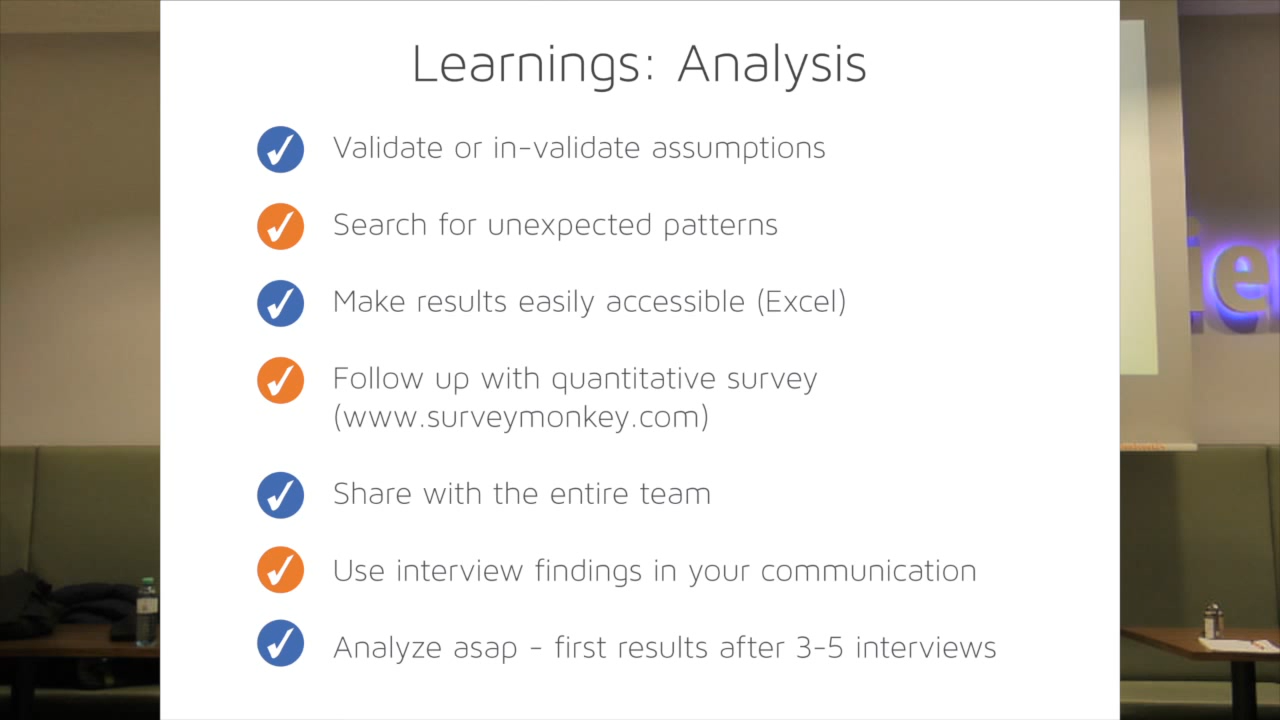 Learnings: Analysis
Validate or in-validate assumptions
Search for unexpected patterns
Make results easily accessible (Excel)
Follow up with quantitative survey
(www.surveymonkey.com)
Share with the entire team
Use interview findings in your communication
Analyze asap - first results after 3-5 interviews
ie